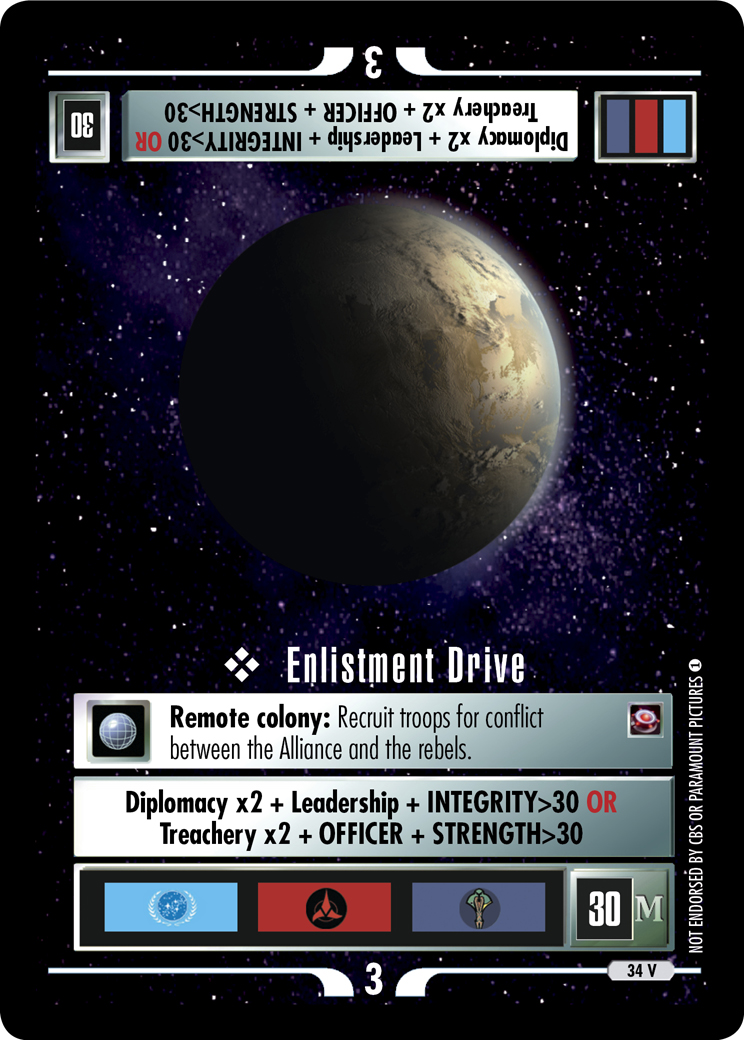 3
30
Diplomacy x2 + Leadership + INTEGRITY>30 OR
Treachery x2 + OFFICER + STRENGTH>30
❖ Enlistment Drive
Remote colony: Recruit troops for conflict
between the Alliance and the rebels.
Diplomacy x2 + Leadership + INTEGRITY>30 OR
Treachery x2 + OFFICER + STRENGTH>30
30 M
3
34 V
NOT ENDORSED BY CBS OR PARAMOUNT PICTURES 1